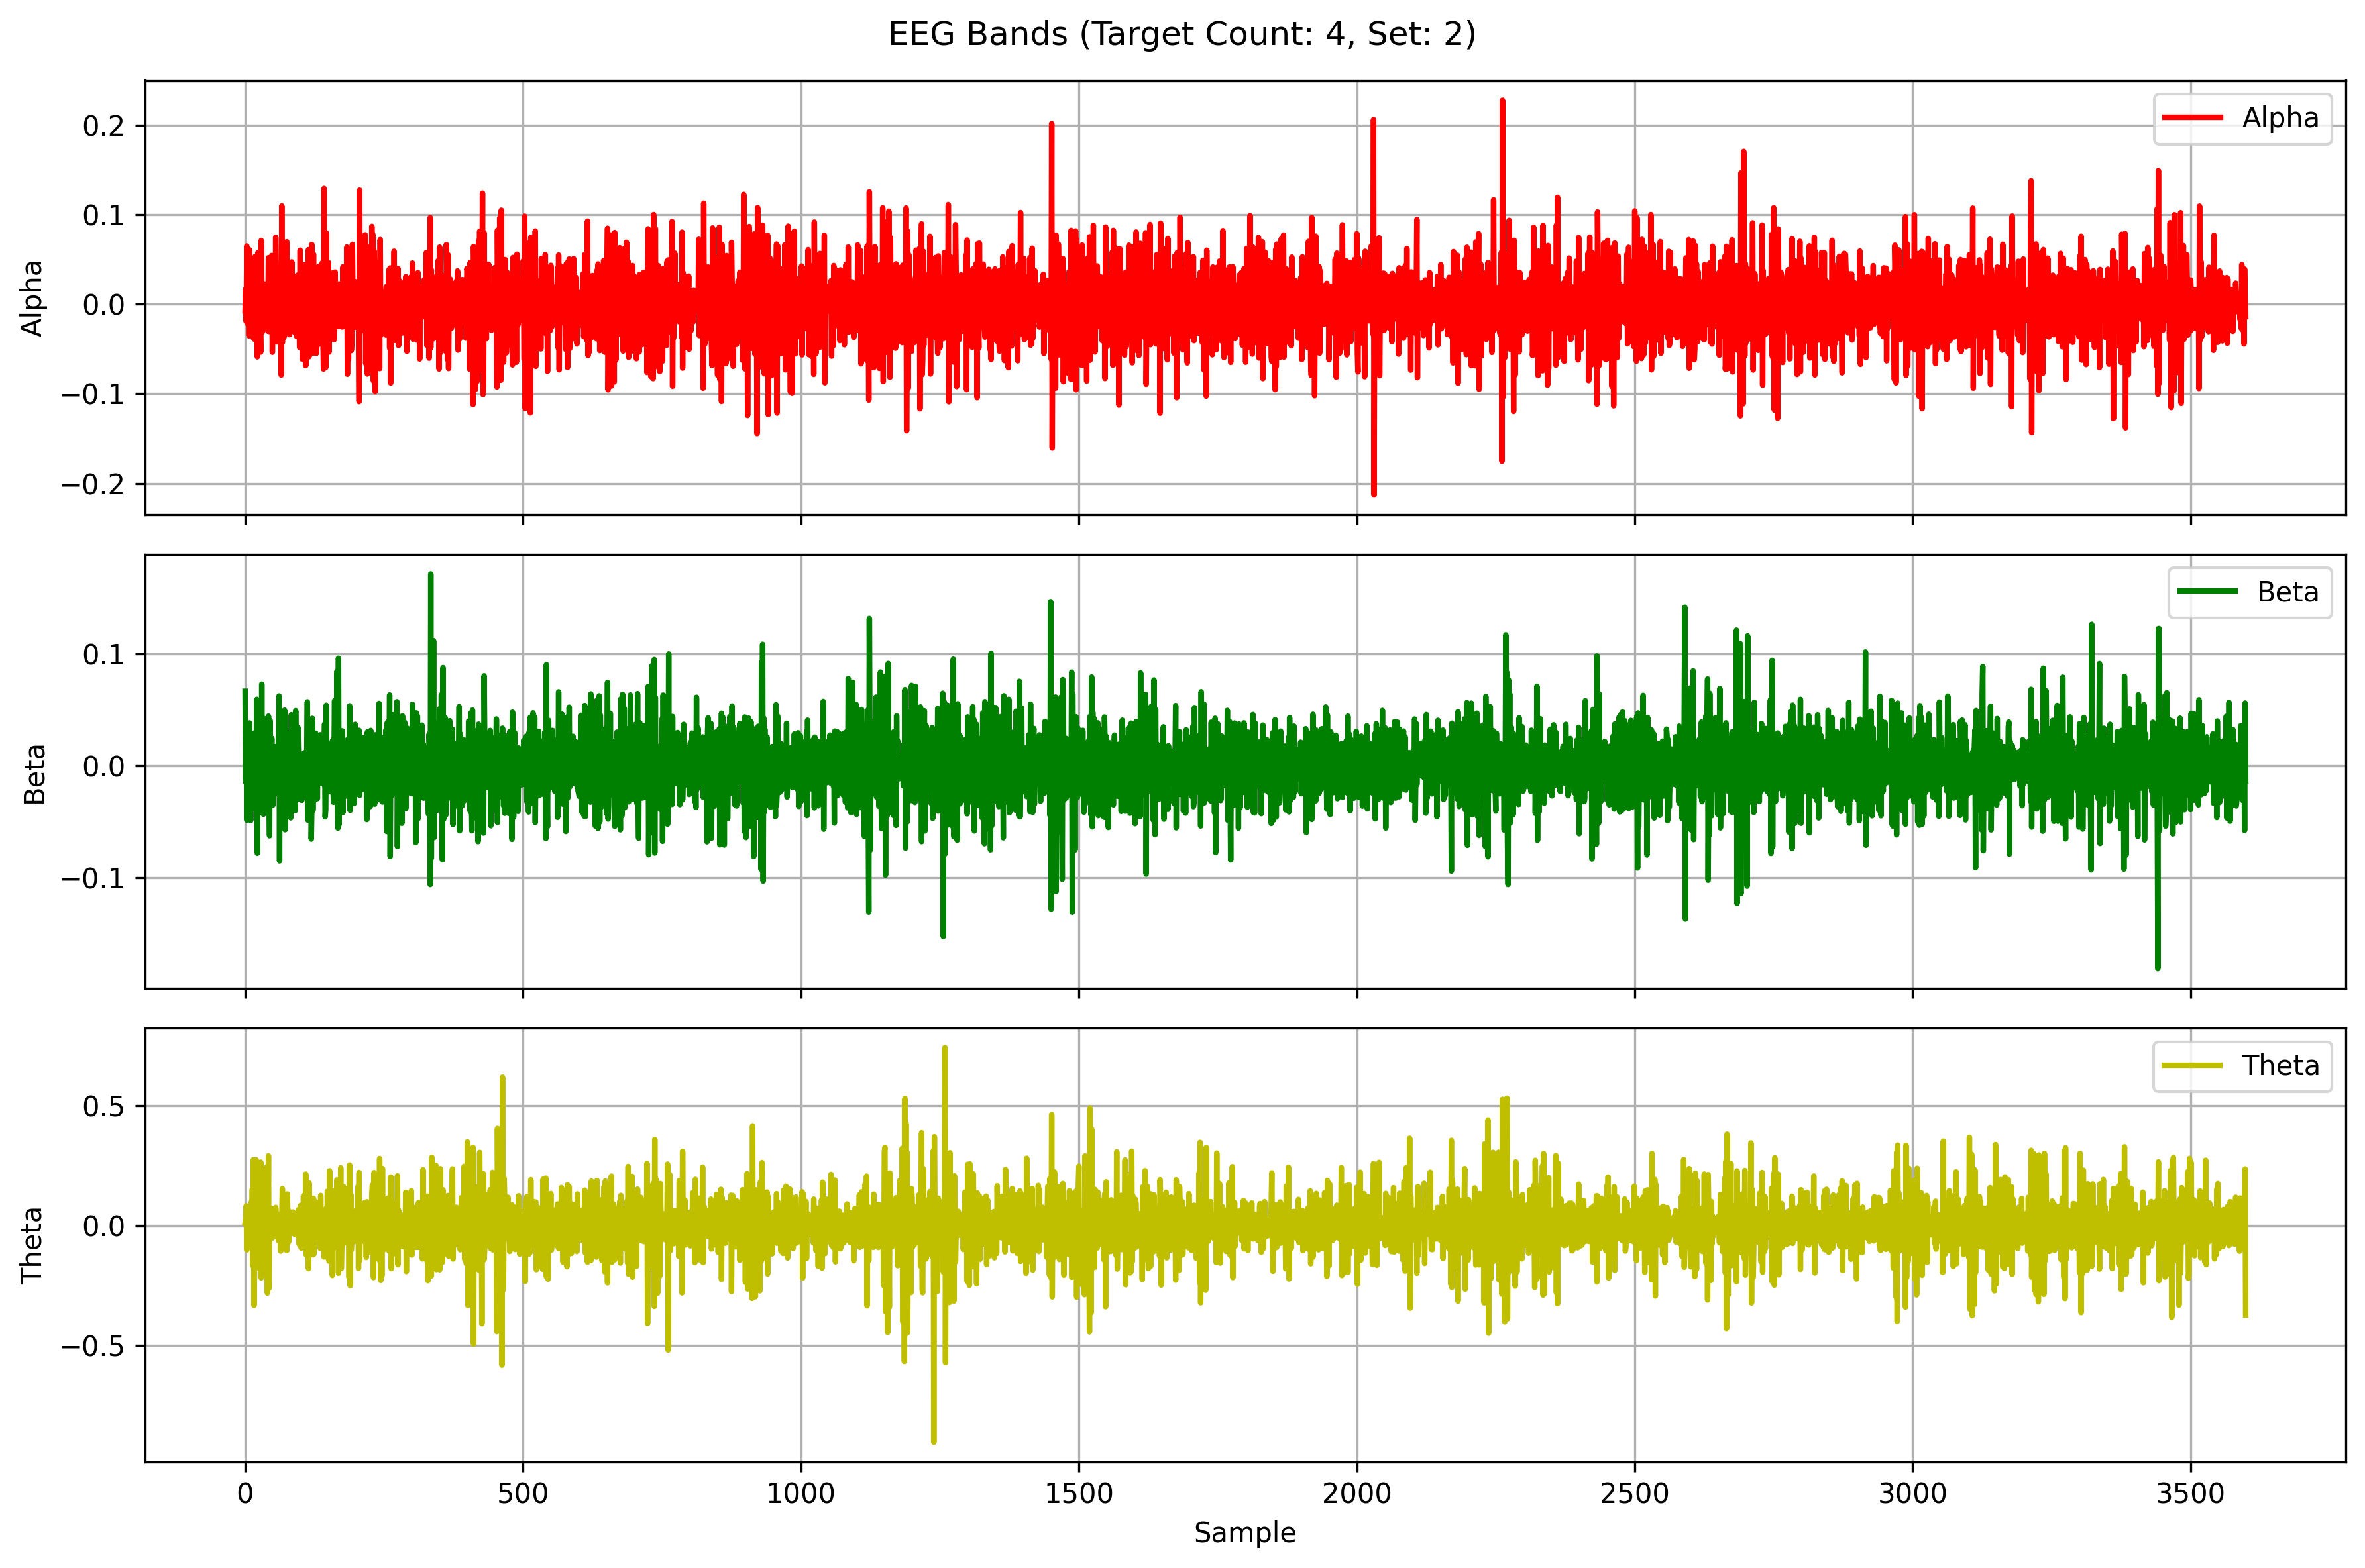 EEG Bands (Target Count: 4, Set: 2)
Alpha
0.2
0.1
0.0
−0.1
−0.2
Alpha
Beta
0.1
0.0
−0.1
Beta
Theta
0.5
0.0
−0.5
Theta
0 500 1000 1500 2000 2500 3000 3500
Sample